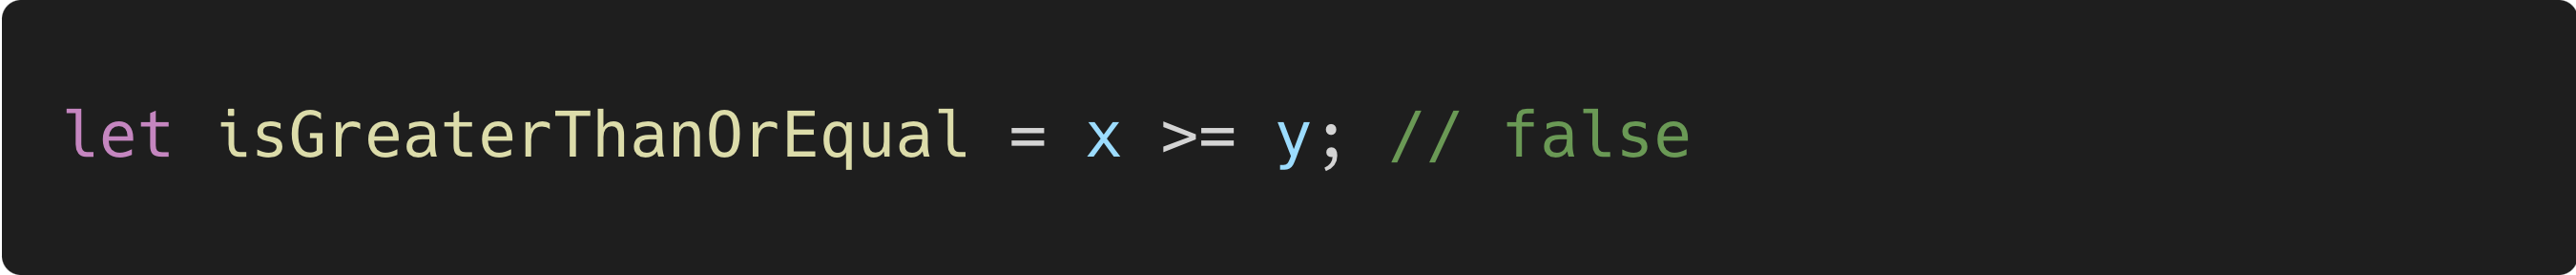 let isGreaterThanOrEqual = x >= y; // false